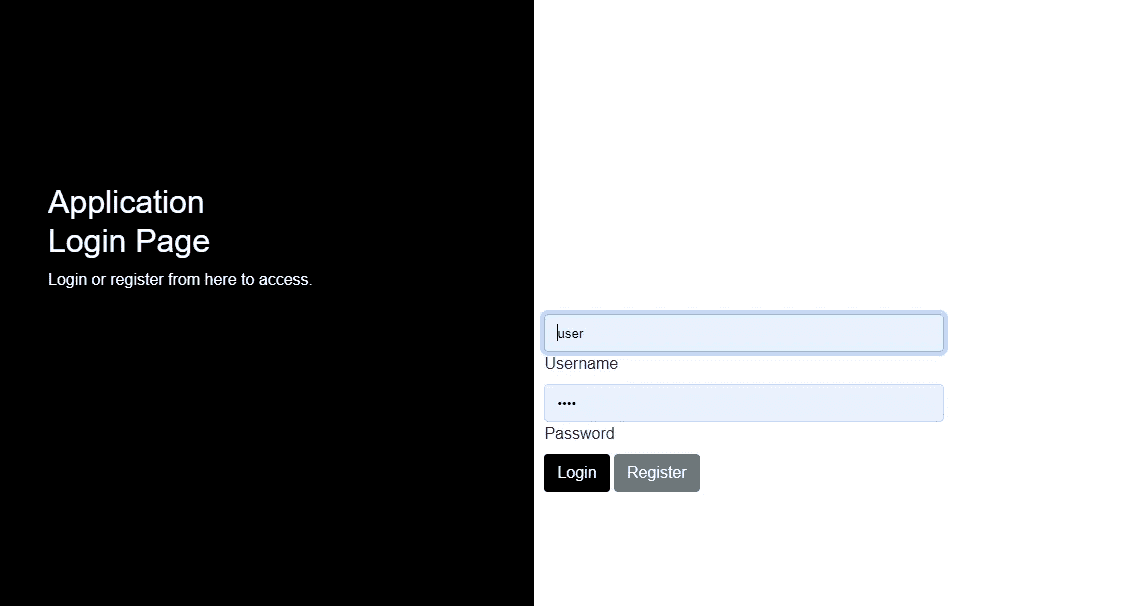 Application
Login Page
Login or register from here to access.
user
Username
••••
Password
Login Register